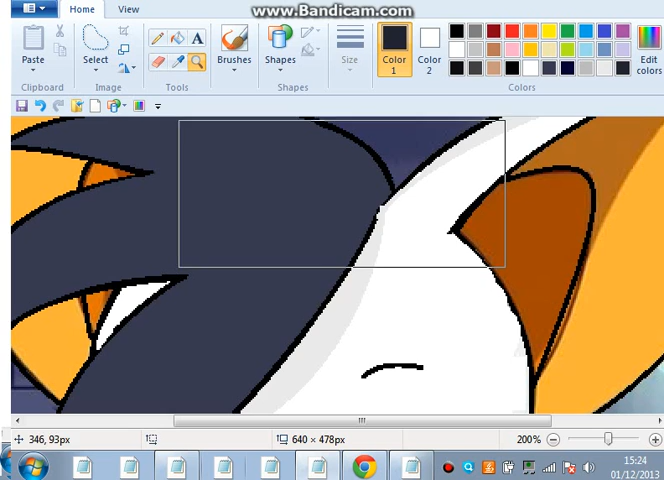 www.Bandicam.com
Home
View
Paste
Select
A
Brushes
Shapes
Size
Color
1
Color
2
Edit
colors
Clipboard
Image
Tools
Shapes
Colors
346, 93px
640 × 478px
200%
15:24
01/12/2013